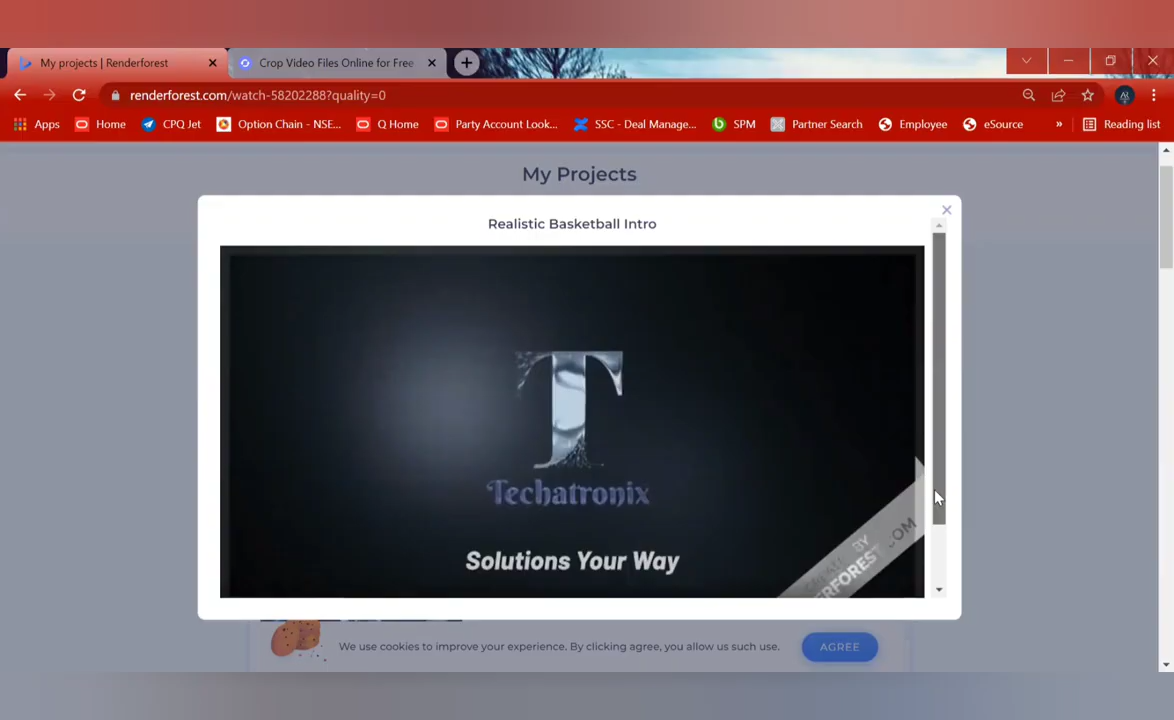 My projects | Renderforest
Crop Video Files Online for Free
renderforest.com/watch-58202288?quality=0
Apps Home CPQ Jet Option Chain - NSE... Q Home Party Account Look... SSC - Deal Manage... SPM Partner Search Employee eSource » Reading list
My Projects
Realistic Basketball Intro
T
Techatronix
Solutions Your Way
BY
We use cookies to improve your experience. By clicking agree, you allow us such use.
AGREE